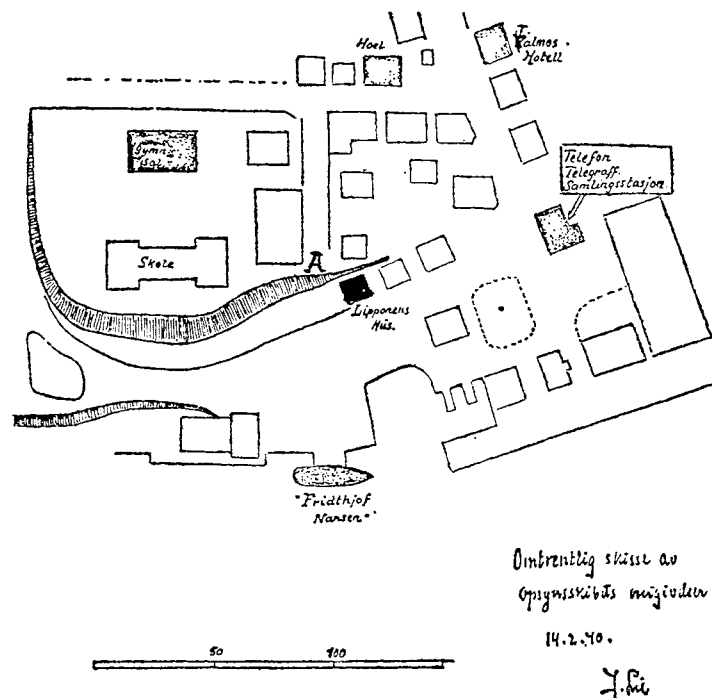 Hoel
J.
Palmos.
Hotell
Gymn.
sal
Telefon
Telegraff.
Samlingsstasjon.
Skole
A
Lipponens
Hus.
"Fridthjof
Nansen"
Omtrentlig skisse av
opsynsskibets omgivelser
14.2.40.
50
100